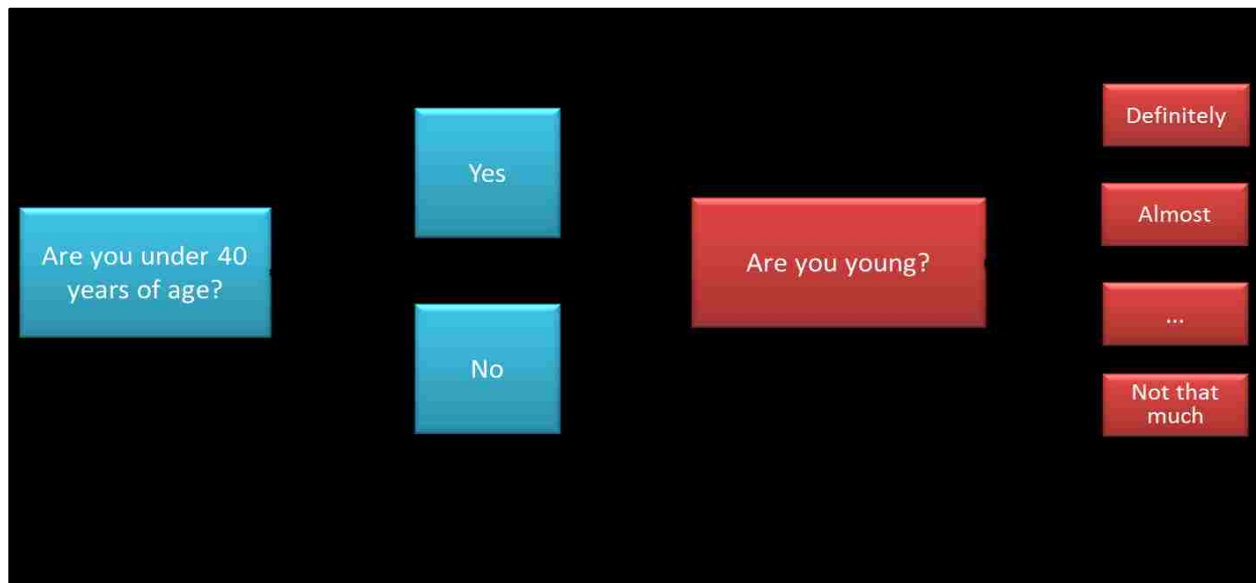 Are you under 40
years of age?
Yes
No
Are you young?
Definitely
Almost
...
Not that
much